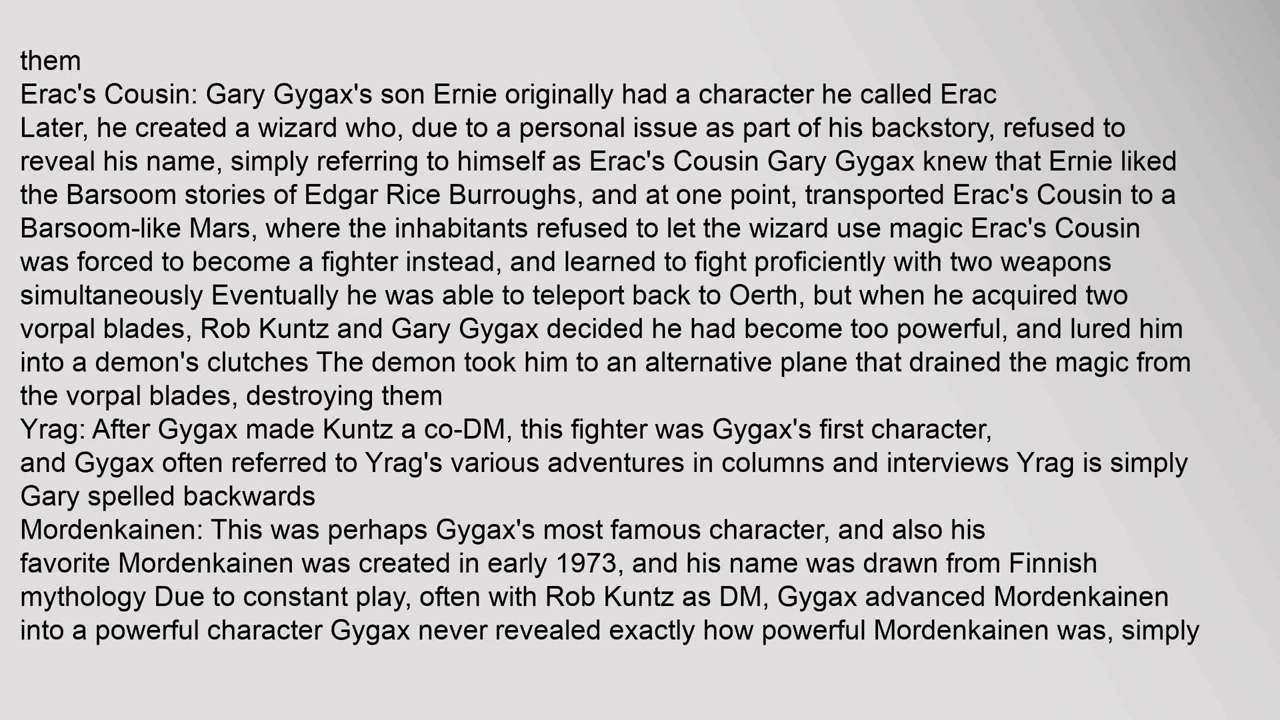 them
Erac's Cousin: Gary Gygax's son Ernie originally had a character he called Erac
Later, he created a wizard who, due to a personal issue as part of his backstory, refused to
reveal his name, simply referring to himself as Erac's Cousin Gary Gygax knew that Ernie liked
the Barsoom stories of Edgar Rice Burroughs, and at one point, transported Erac's Cousin to a
Barsoom-like Mars, where the inhabitants refused to let the wizard use magic Erac's Cousin
was forced to become a fighter instead, and learned to fight proficiently with two weapons
simultaneously Eventually he was able to teleport back to Oerth, but when he acquired two
vorpal blades, Rob Kuntz and Gary Gygax decided he had become too powerful, and lured him
into a demon's clutches The demon took him to an alternative plane that drained the magic from
the vorpal blades, destroying them
Yrag: After Gygax made Kuntz a co-DM, this fighter was Gygax's first character,
and Gygax often referred to Yrag's various adventures in columns and interviews Yrag is simply
Gary spelled backwards
Mordenkainen: This was perhaps Gygax's most famous character, and also his
favorite Mordenkainen was created in early 1973, and his name was drawn from Finnish
mythology Due to constant play, often with Rob Kuntz as DM, Gygax advanced Mordenkainen
into a powerful character Gygax never revealed exactly how powerful Mordenkainen was, simply